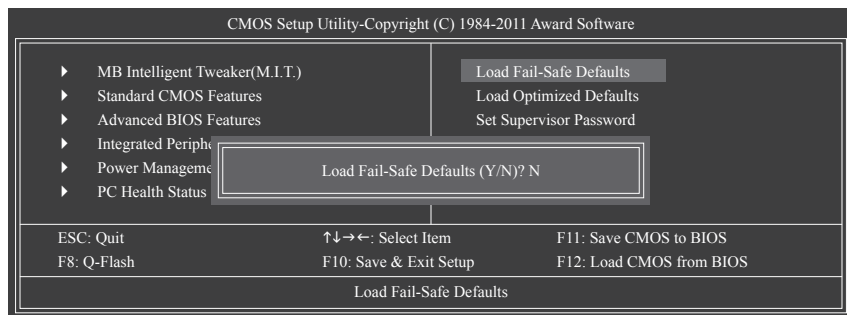 CMOS Setup Utility-Copyright (C) 1984-2011 Award Software
MB Intelligent Tweaker(M.I.T.)
Standard CMOS Features
Advanced BIOS Features
Integrated Periphe
Power Manageme
PC Health Status
Load Fail-Safe Defaults
Load Optimized Defaults
Set Supervisor Password
Load Fail-Safe Defaults (Y/N)? N
ESC: Quit
↑↓→←: Select Item
F11: Save CMOS to BIOS
F8: Q-Flash
F10: Save & Exit Setup
F12: Load CMOS from BIOS
Load Fail-Safe Defaults